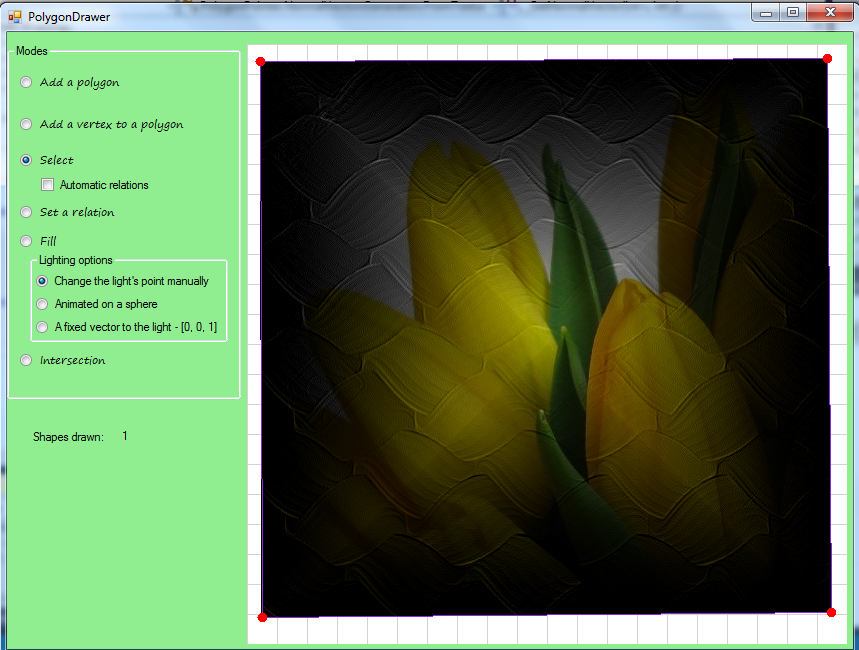 PolygonDrawer
Modes
Add a polygon
Add a vertex to a polygon
Select
Automatic relations
Set a relation
Fill
Lighting options
Change the light's point manually
Animated on a sphere
A fixed vector to the light - [0, 0, 1]
Intersection
Shapes drawn: 1